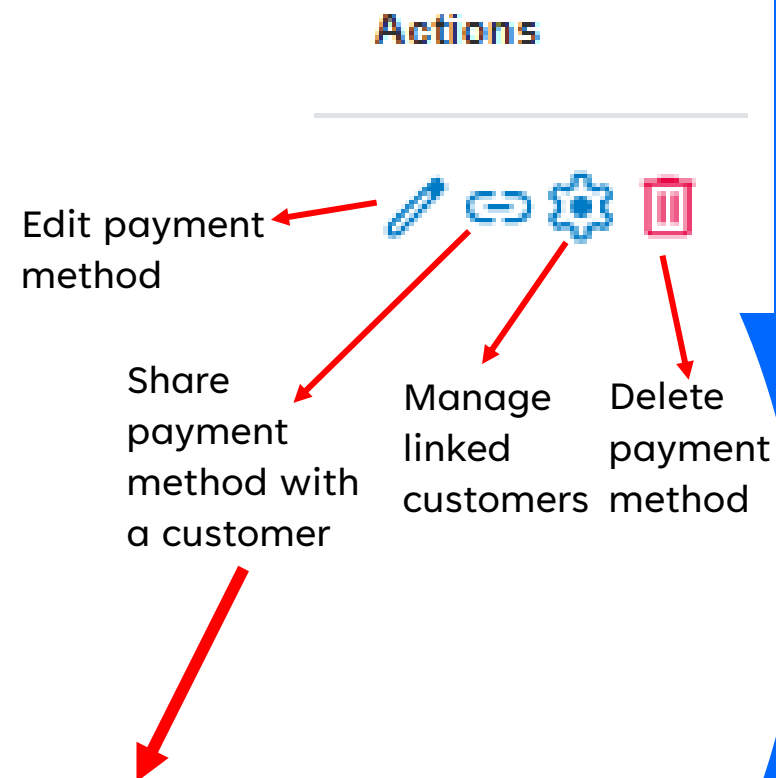 Actions
Edit payment
method
Share
payment
method with
a customer
Manage
linked
customers
Delete
payment
method